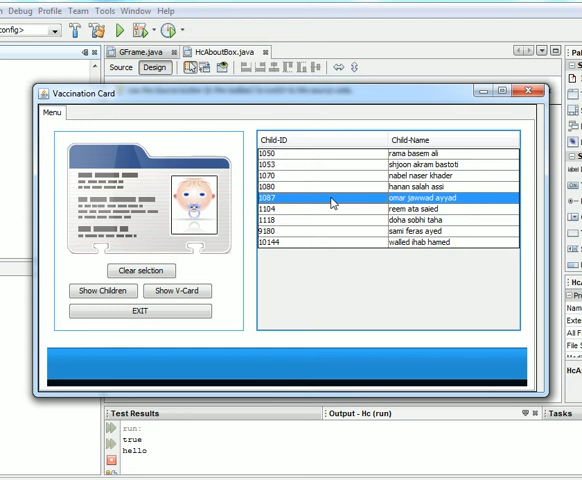 Debug Profile Team Tools Window Help
config>
GFrame.java HcAboutBox.java
Source Design
Vaccination Card
Menu
Child-ID Child-Name
1050 rama basem ali
1053 shjoon akram bastoti
1070 nabel naser khader
1080 hanan salah assi
1087 omar jawwad ayyad
1104 reem ata saied
1118 doha sobhi taha
9180 sami feras ayed
10144 walled ihab hamed
Clear selction
Show Children Show V-Card
EXIT
Test Results Output - Hc (run) Tasks
run:
true
hello